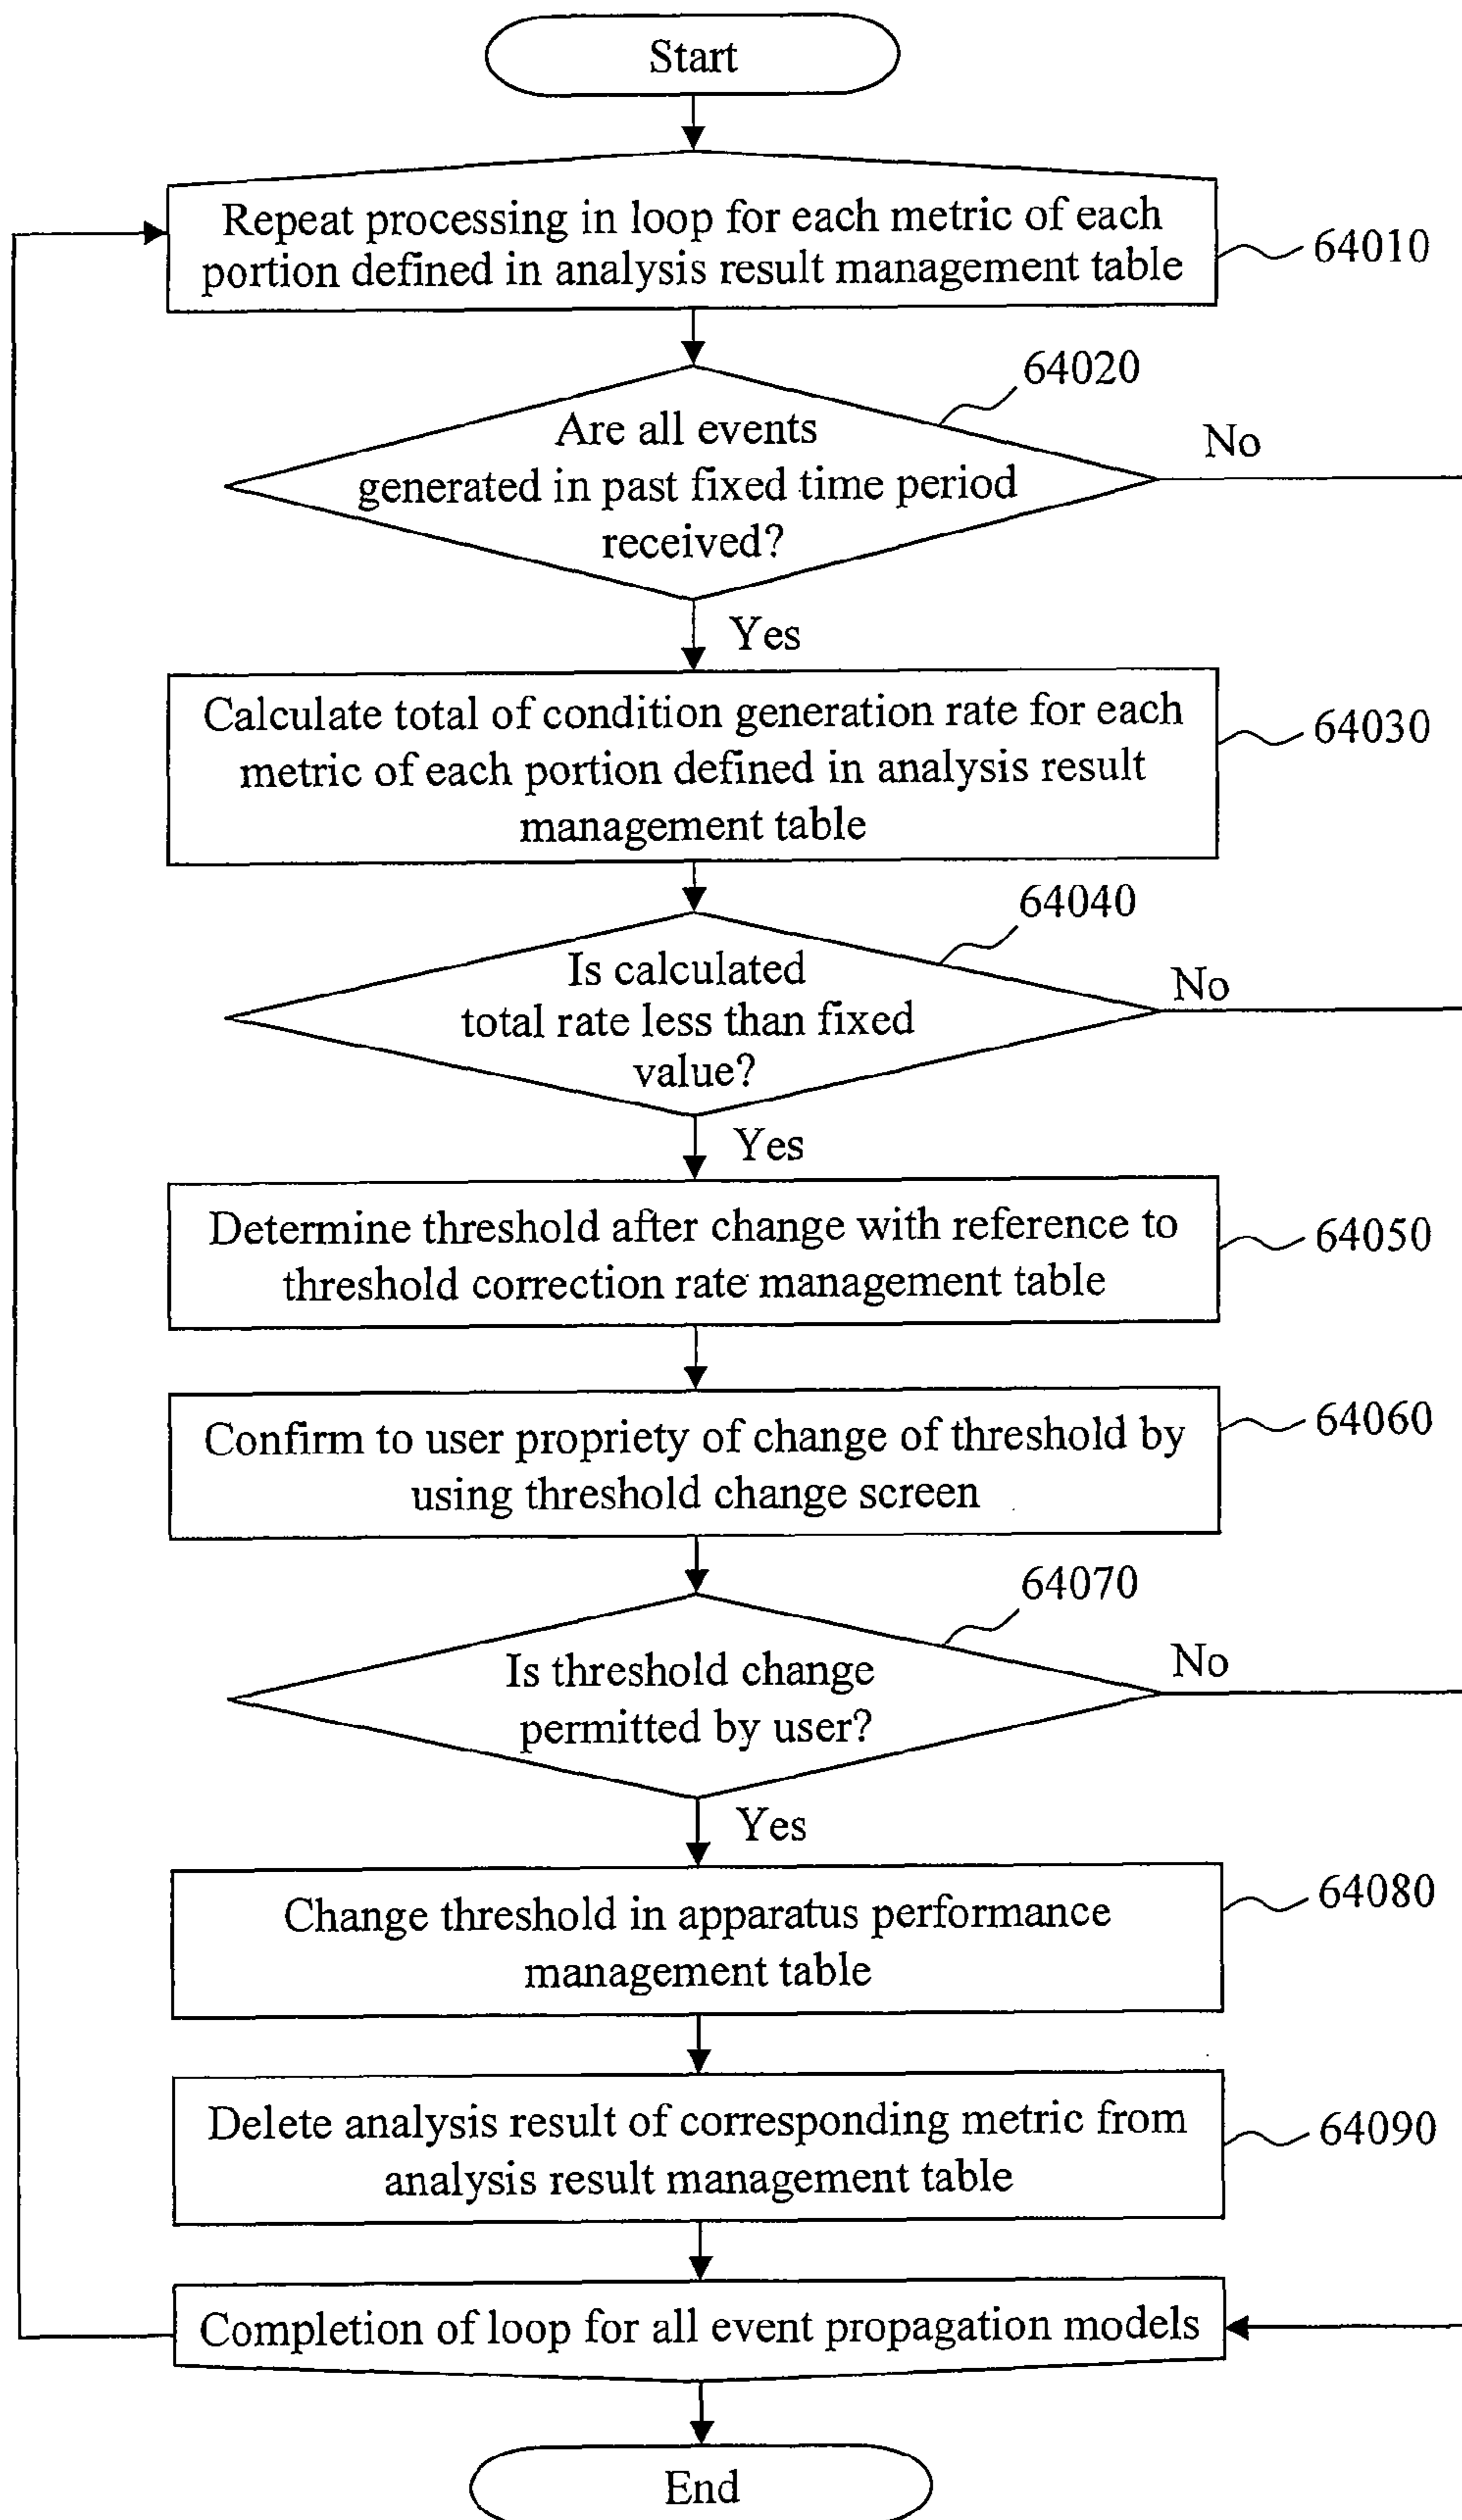 Start
Repeat processing in loop for each metric of each
portion defined in analysis result management table
64010
64020
Are all events
generated in past fixed time period
received?
No
Yes
Calculate total of condition generation rate for each
metric of each portion defined in analysis result
management table
64030
64040
Is calculated
total rate less than fixed
value?
No
Yes
Determine threshold after change with reference to
threshold correction rate management table
64050
Confirm to user propriety of change of threshold by
using threshold change screen
64060
64070
Is threshold change
permitted by user?
No
Yes
Change threshold in apparatus performance
management table
64080
Delete analysis result of corresponding metric from
analysis result management table
64090
Completion of loop for all event propagation models
End